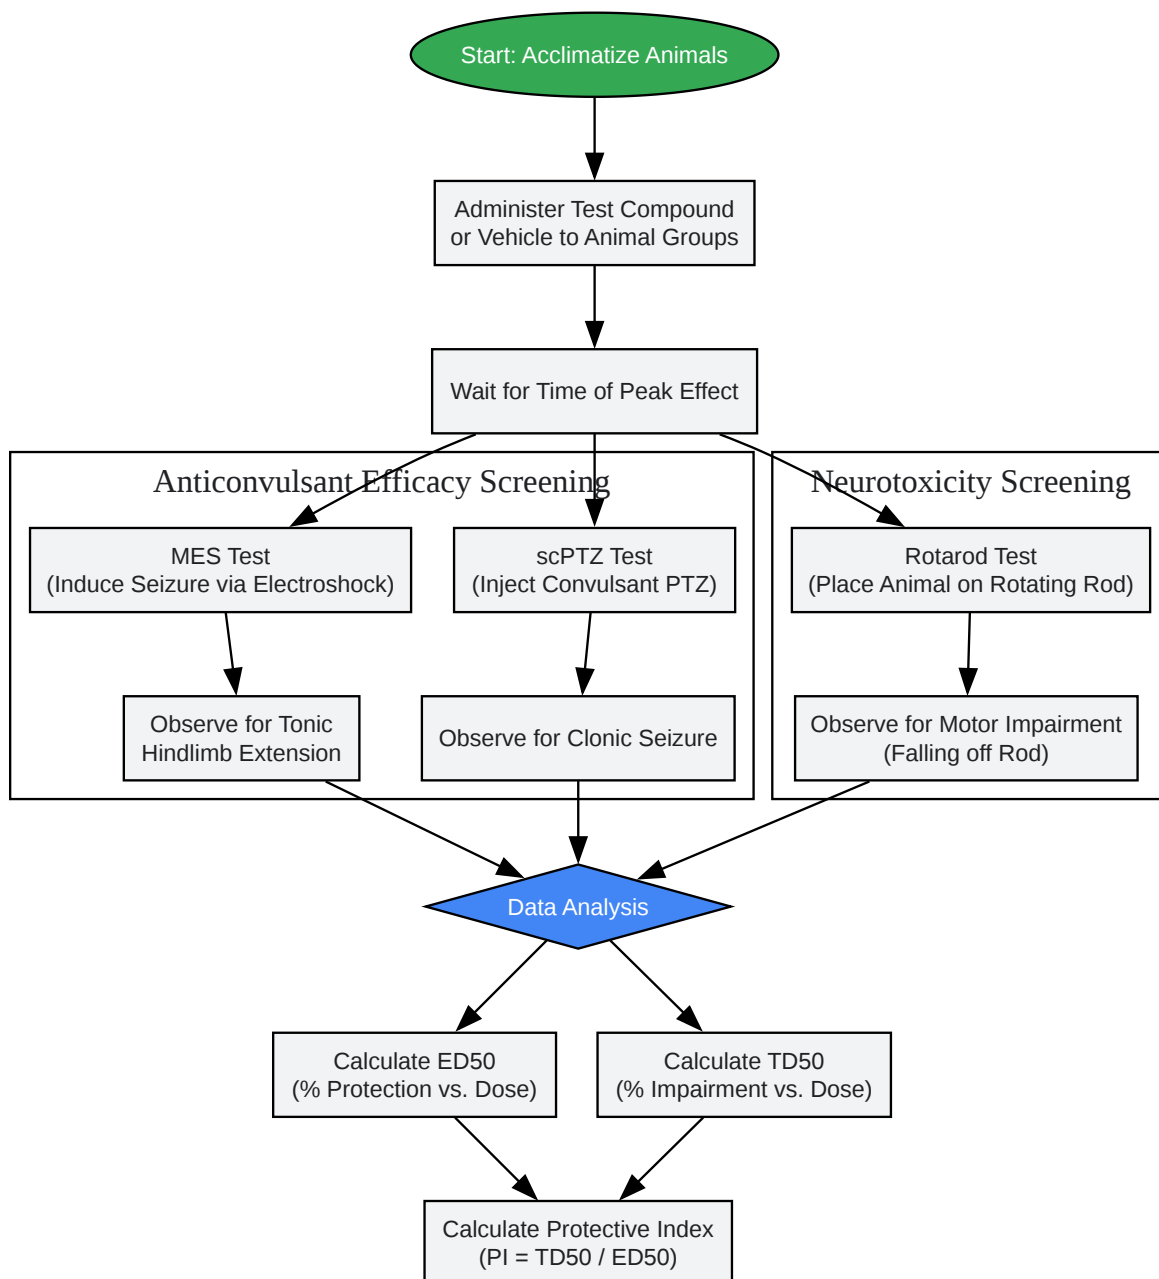 Start: Acclimatize Animals
Administer Test Compound
or Vehicle to Animal Groups
Wait for Time of Peak Effect
Anticonvulsant Efficacy Screening
Neurotoxicity Screening
MES Test
(Induce Seizure via Electroshock)
scPTZ Test
(Inject Convulsant PTZ)
Rotarod Test
(Place Animal on Rotating Rod)
Observe for Tonic
Hindlimb Extension
Observe for Clonic Seizure
Observe for Motor Impairment
(Falling off Rod)
Data Analysis
Calculate ED50
(% Protection vs. Dose)
Calculate TD50
(% Impairment vs. Dose)
Calculate Protective Index
(PI = TD50 / ED50)